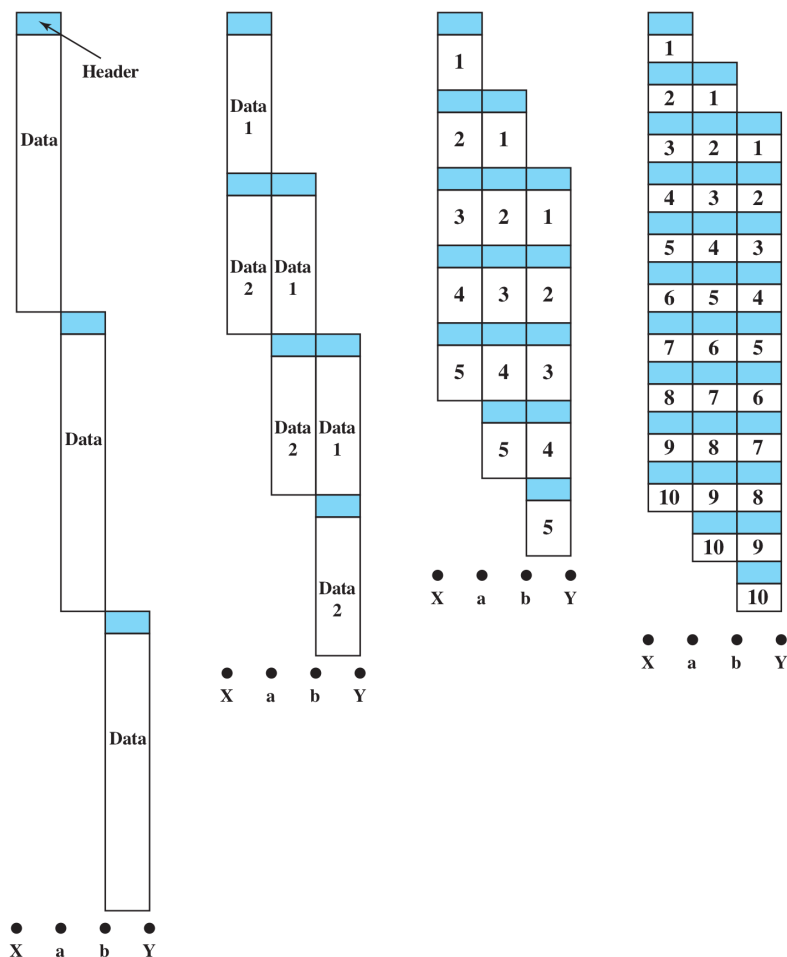 Header
Data
Data
Data
X a b Y
Data
1
Data Data
2 1
Data Data
2 1
Data
2
X a b Y
1
2 1
3 2 1
4 3 2
5 4 3
5 4
5
X a b Y
1
2 1
3 2 1
4 3 2
5 4 3
6 5 4
7 6 5
8 7 6
9 8 7
10 9 8
10 9
10
X a b Y